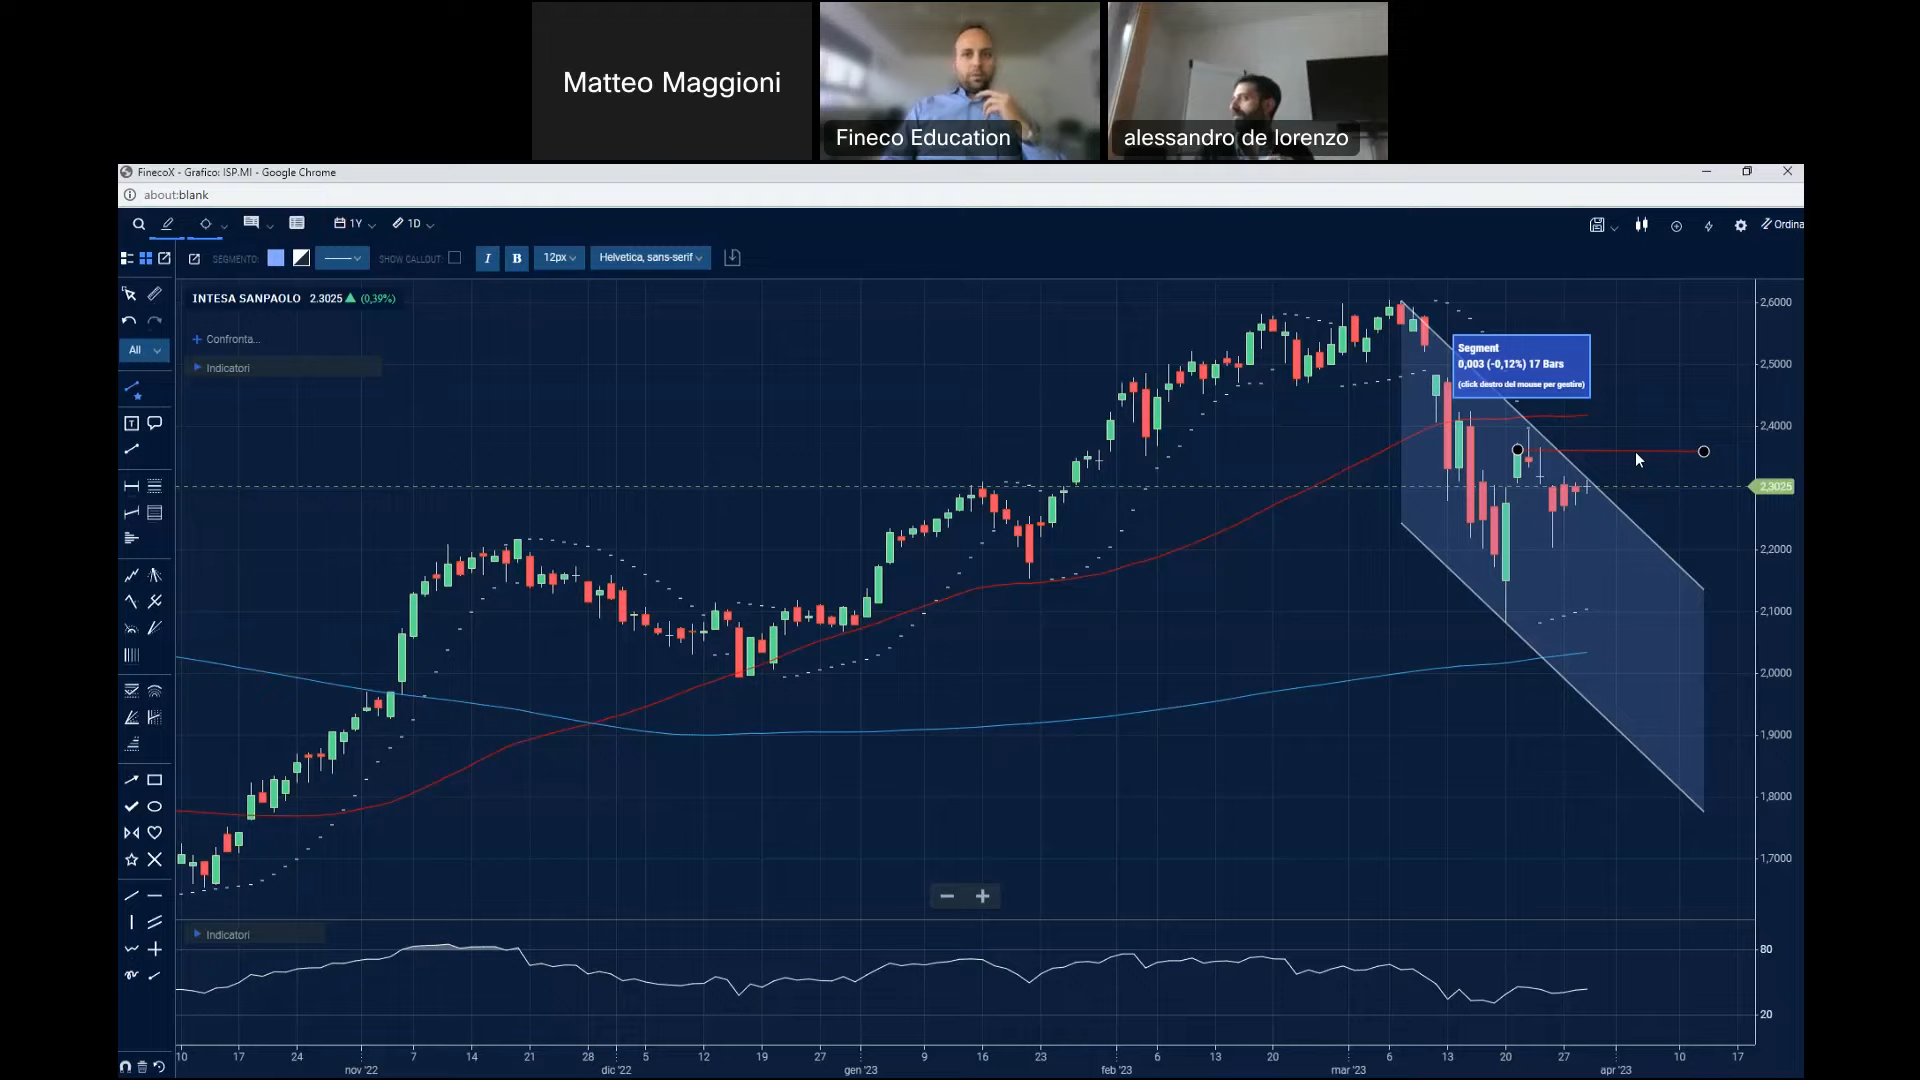 Matteo Maggioni
Fineco Education
alessandro de lorenzo
FinecoX - Grafico: ISP.MI - Google Chrome
about:blank
1Y
1D
Ordina
SEGMENTO:
SHOW CALLOUT:
I
B
12px
Helvetica, sans-serif
INTESA SANPAOLO 2.3025 (0,39%)
Confronta...
Indicatori
All
T
Segment
0,003 (-0,12%) 17 Bars
(click destro del mouse per gestire)
2,6000
2,5000
2,4000
2,3025
2,2000
2,1000
2,0000
1,9000
1,8000
1,7000
Indicatori
80
20
10 17 24 7 14 21 28 5 12 19 27 9 16 23 6 13 20 6 13 20 27 10 17
nov '22 dic '22 gen '23 feb '23 mar '23 apr '23